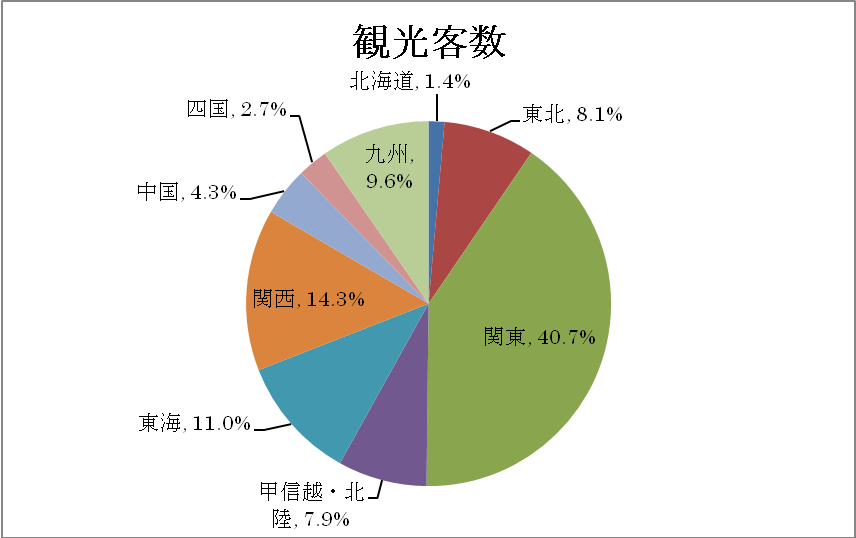 観光客数
北海道, 1.4%
東北, 8.1%
関東, 40.7%
甲信越・北
陸, 7.9%
東海, 11.0%
関西, 14.3%
中国, 4.3%
四国, 2.7%
九州,
9.6%